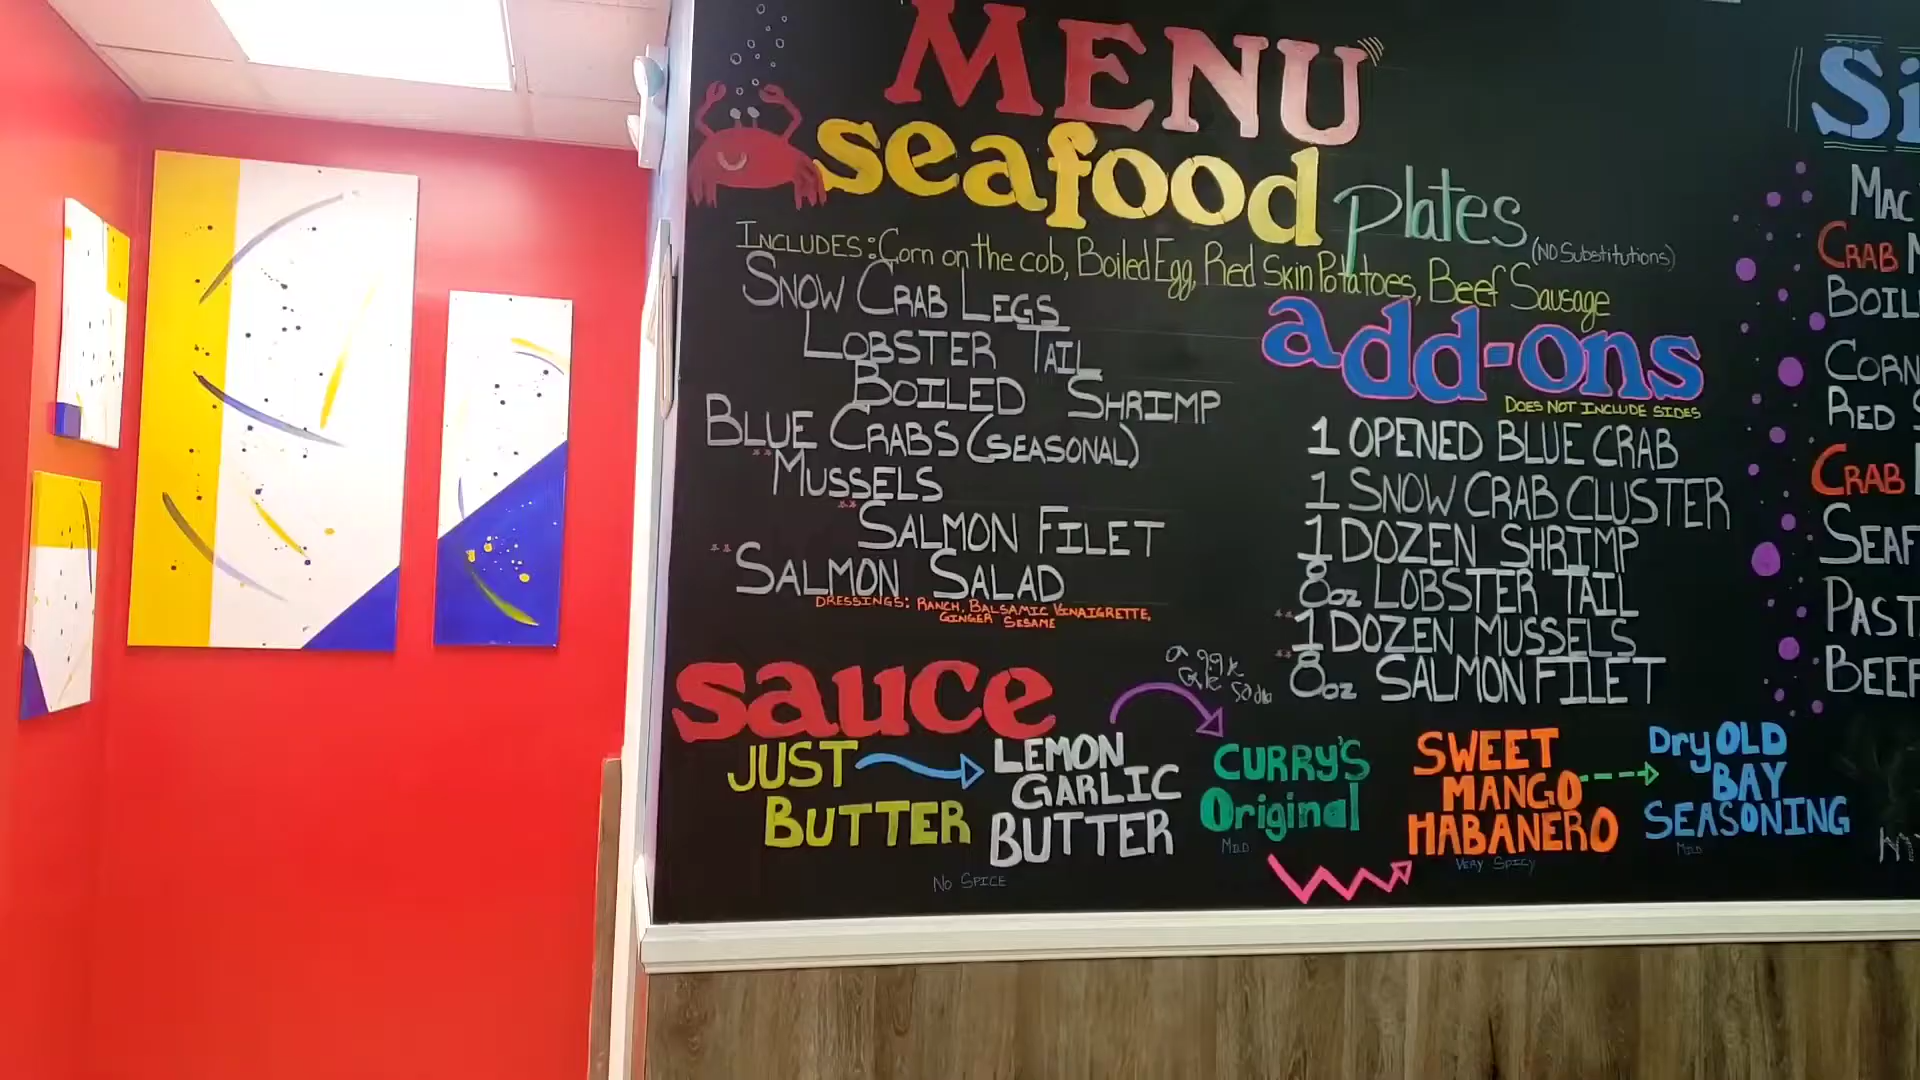 MENU
seafood plates
(NO Substitutions)
INCLUDES: Corn on the cob, Boiled Egg, Red Skin Potatoes, Beef Sausage
SNOW CRAB LEGS
LOBSTER TAIL
BOILED SHRIMP
BLUE CRABS (SEASONAL)
** MUSSELS
** SALMON FILET
** SALMON SALAD
DRESSINGS: RANCH, BALSAMIC VINAIGRETTE,
GINGER SESAME
add-ons
DOES NOT INCLUDE SIDES
1 OPENED BLUE CRAB
1 SNOW CRAB CLUSTER
1 DOZEN SHRIMP
8oz LOBSTER TAIL
** 1 DOZEN MUSSELS
** 8oz SALMON FILET
sauce
JUST
BUTTER
LEMON
GARLIC
BUTTER
NO SPICE
CURRY'S
Original
MILD
SWEET
MANGO
HABANERO
VERY SPICY
Dry OLD
BAY
SEASONING
MILD
Si
MAC
CRAB M
BOIL
CORN
RED S
CRAB
SEAF
PAST
BEEF